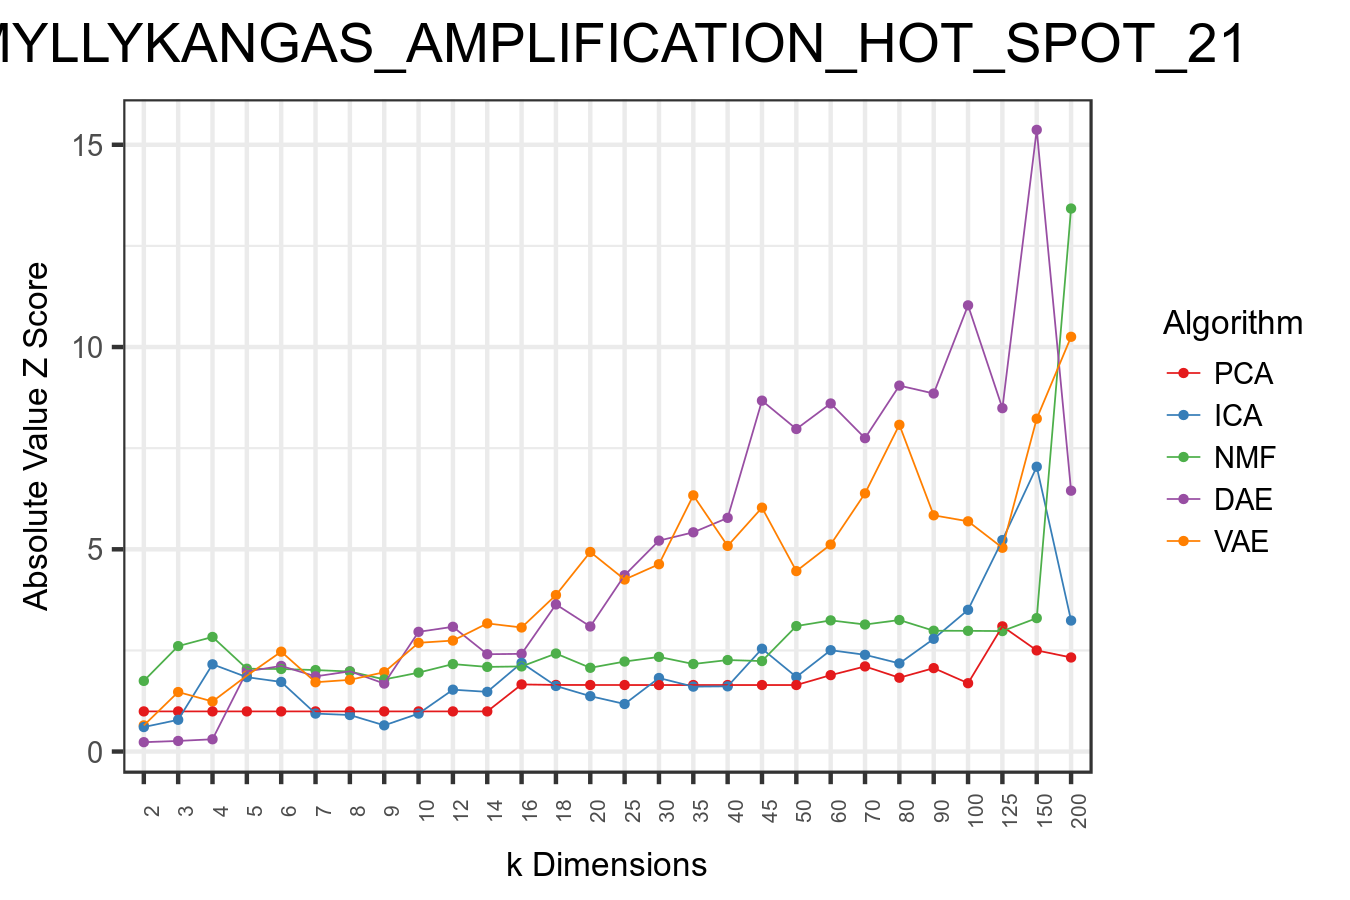 MYLLYKANGAS_AMPLIFICATION_HOT_SPOT_21
15
10
5
0
Absolute Value Z Score
2 3 4 5 6 7 8 9 10 12 14 16 18 20 25 30 35 40 45 50 60 70 80 90 100 125 150 200
k Dimensions
Algorithm
PCA
ICA
NMF
DAE
VAE